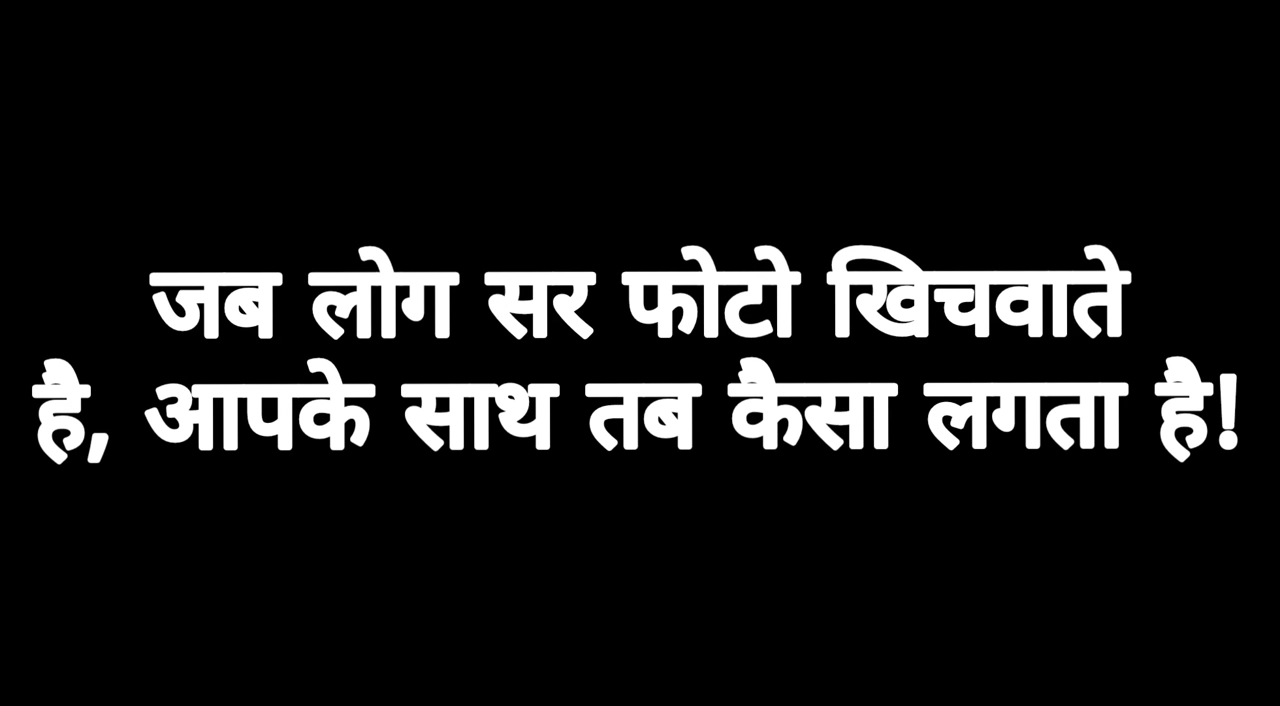 जब लोग सर फोटो खिचवाते
है, आपके साथ तब कैसा लगता है!